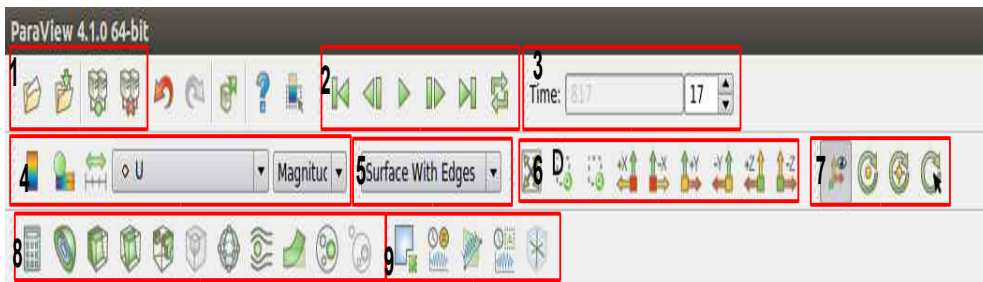 ParaView 4.1.0 64-bit
1 2 3
Time: 817 17
4 U Magnituc 5 Surface With Edges 6 D +X -X +Y -Y +Z -Z 7
8 9